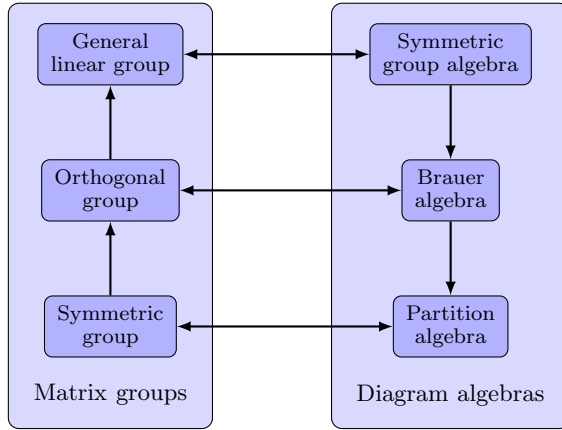 General
linear group
Symmetric
group algebra
Orthogonal
group
Brauer
algebra
Symmetric
group
Partition
algebra
Matrix groups
Diagram algebras